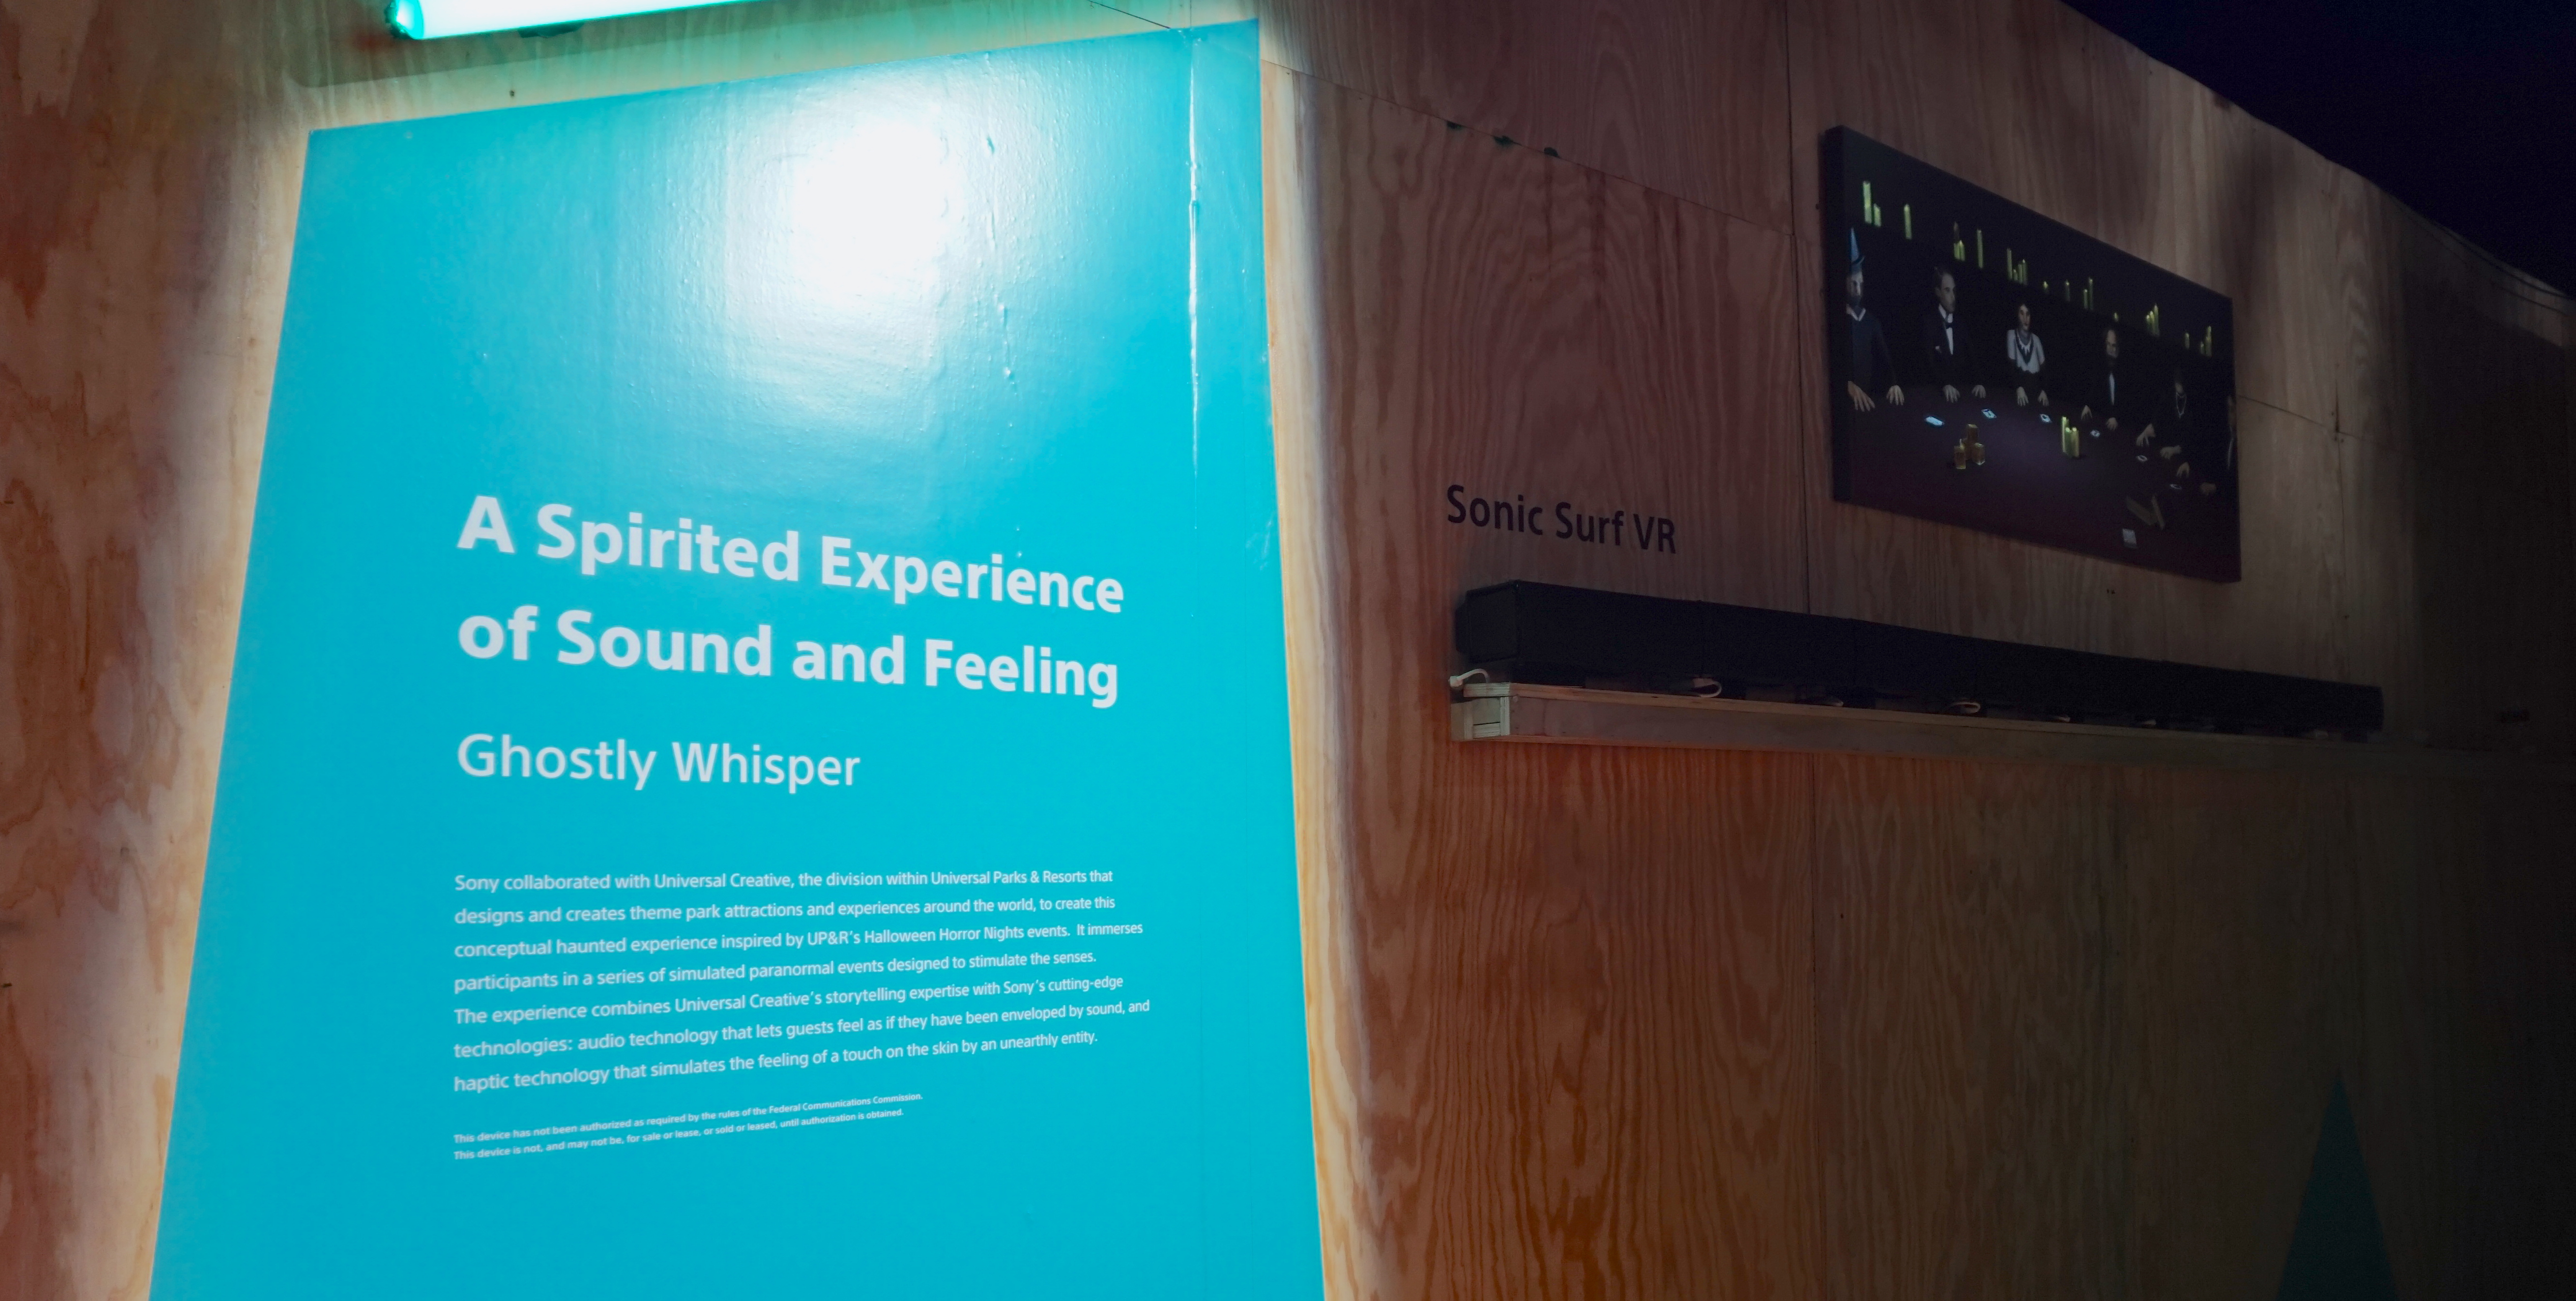 A Spirited Experience
of Sound and Feeling
Ghostly Whisper
Sony collaborated with Universal Creative, the division within Universal Parks & Resorts that
designs and creates theme park attractions and experiences around the world, to create this
conceptual haunted experience inspired by UP&R's Halloween Horror Nights events. It immerses
participants in a series of simulated paranormal events designed to stimulate the senses.
The experience combines Universal Creative's storytelling expertise with Sony's cutting-edge
technologies: audio technology that lets guests feel as if they have been enveloped by sound, and
haptic technology that simulates the feeling of a touch on the skin by an unearthly entity.
This device has not been authorized as required by the rules of the Federal Communications Commission.
This device is not, and may not be, for sale or lease, or sold or leased, until authorization is obtained.
Sonic Surf VR